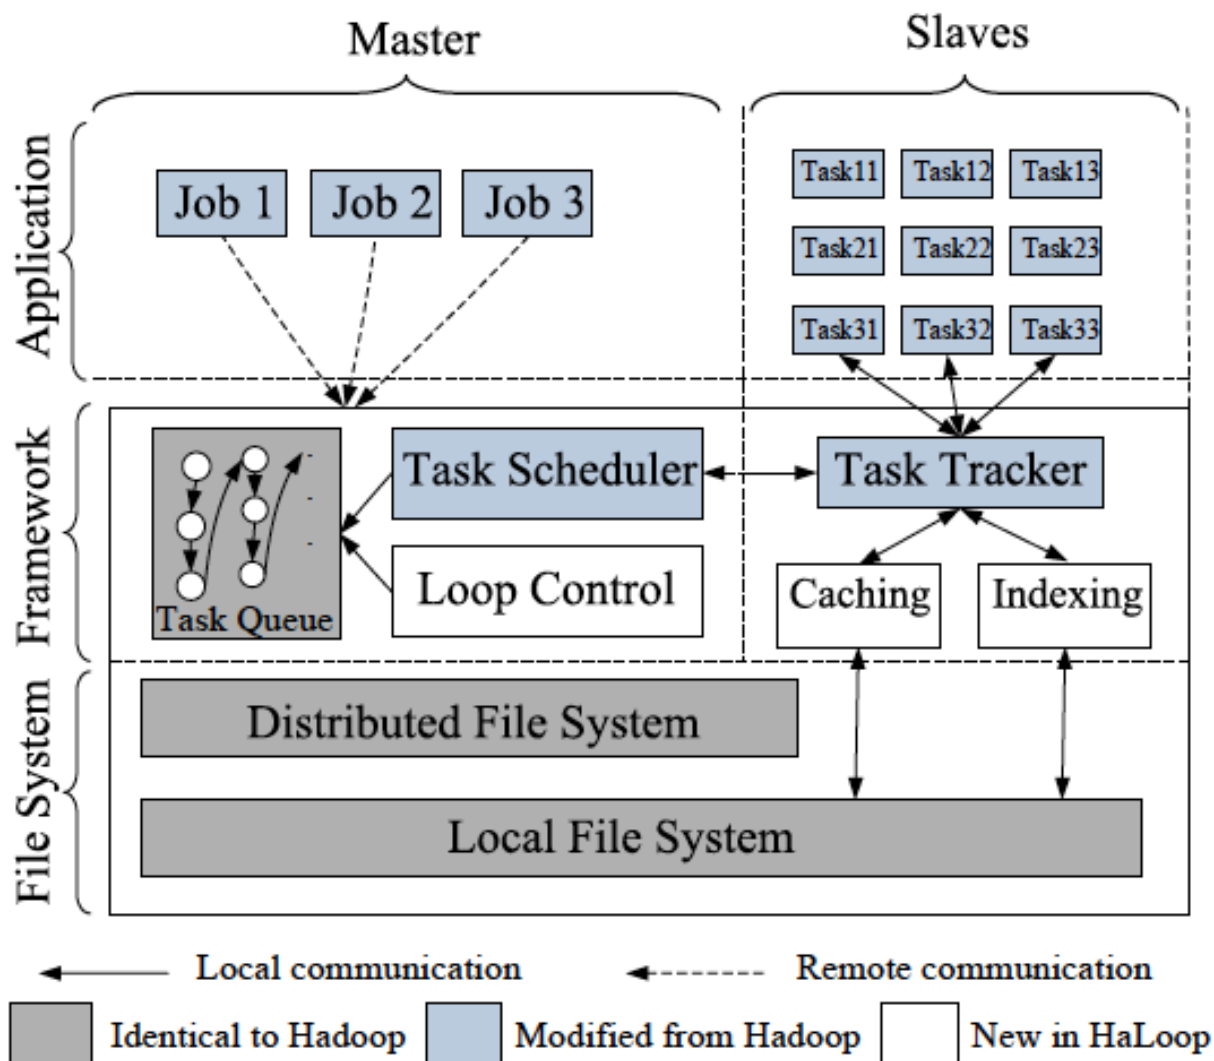 Master
Slaves
Application
Job 1
Job 2
Job 3
Task11
Task12
Task13
Task21
Task22
Task23
Task31
Task32
Task33
Framework
Task Queue
Task Scheduler
Loop Control
Task Tracker
Caching
Indexing
File System
Distributed File System
Local File System
Local communication
Remote communication
Identical to Hadoop
Modified from Hadoop
New in HaLoop